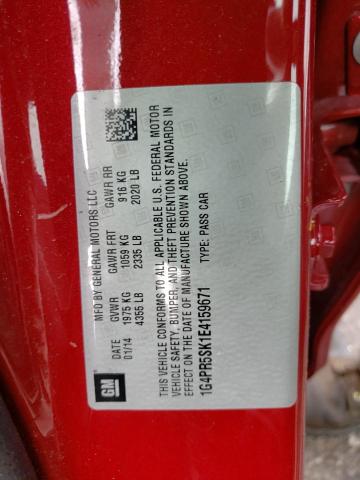 GM
MFD BY GENERAL MOTORS LLC
DATE GVWR GAWR FRT GAWR RR
01/14 1975 KG 1059 KG 916 KG
4355 LB 2335 LB 2020 LB
THIS VEHICLE CONFORMS TO ALL APPLICABLE U.S. FEDERAL MOTOR
VEHICLE SAFETY, BUMPER, AND THEFT PREVENTION STANDARDS IN
EFFECT ON THE DATE OF MANUFACTURE SHOWN ABOVE.
1G4PR5SK1E4159671 TYPE: PASS CAR